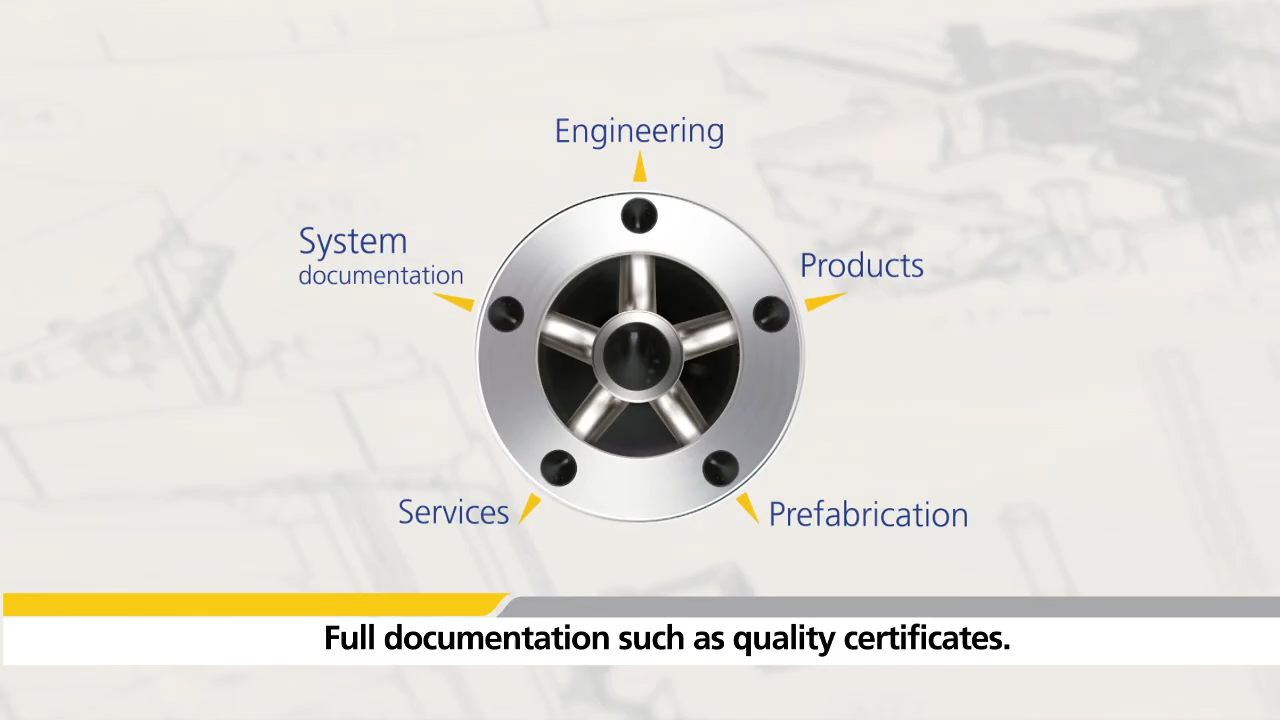 Engineering
System
documentation
Products
Services
Prefabrication
Full documentation such as quality certificates.